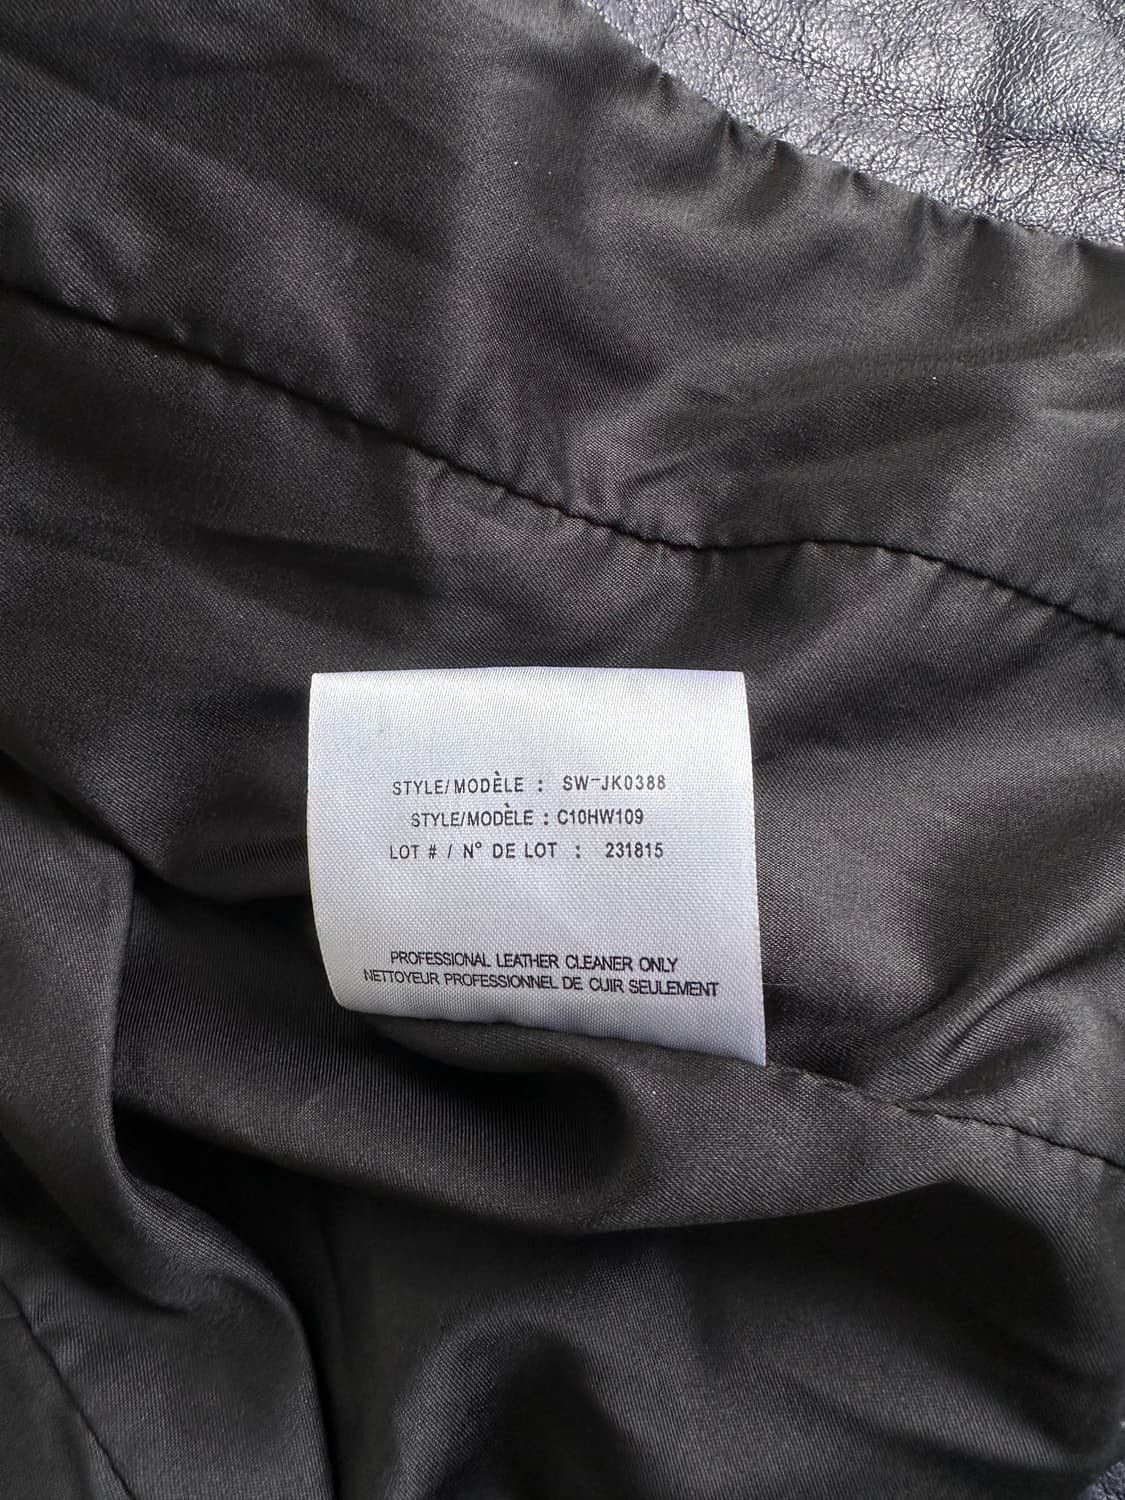 STYLE/MODÈLE : SW-JK0388
STYLE/MODÈLE : C10HW109
LOT # / N° DE LOT : 231815
PROFESSIONAL LEATHER CLEANER ONLY
NETTOYEUR PROFESSIONNEL DE CUIR SEULEMENT